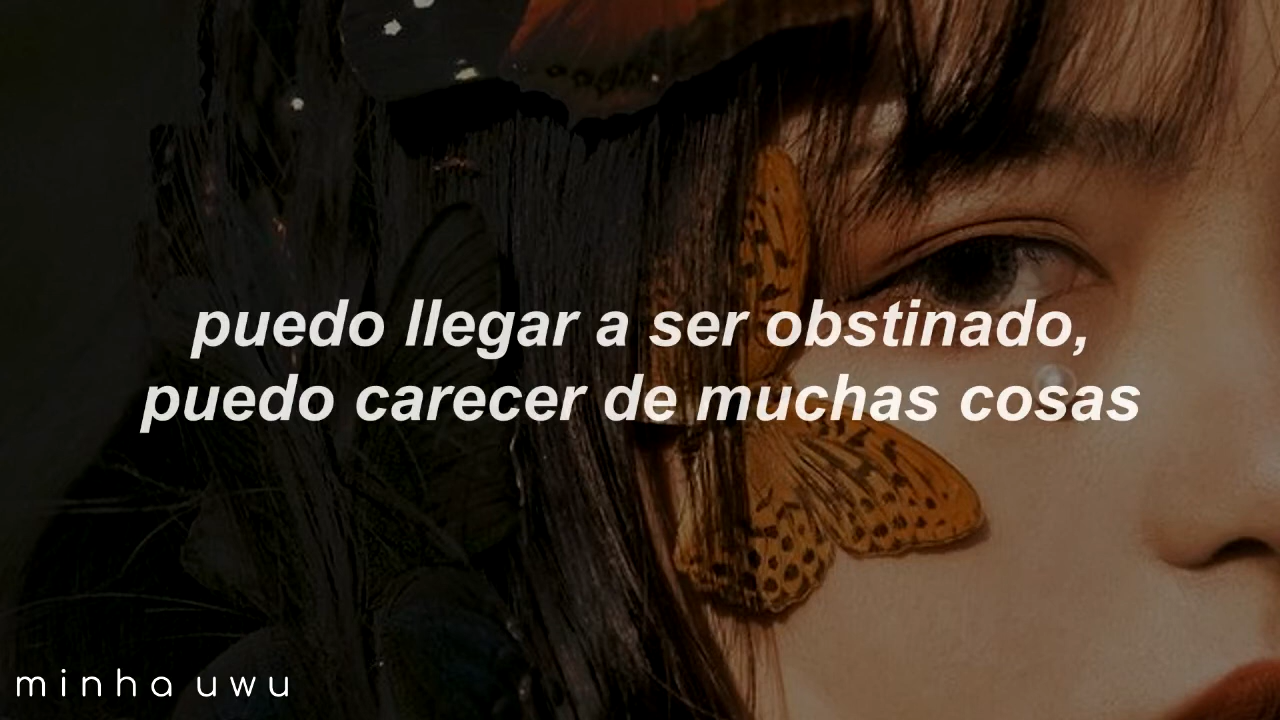 puedo llegar a ser obstinado,
puedo carecer de muchas cosas
minha uwu